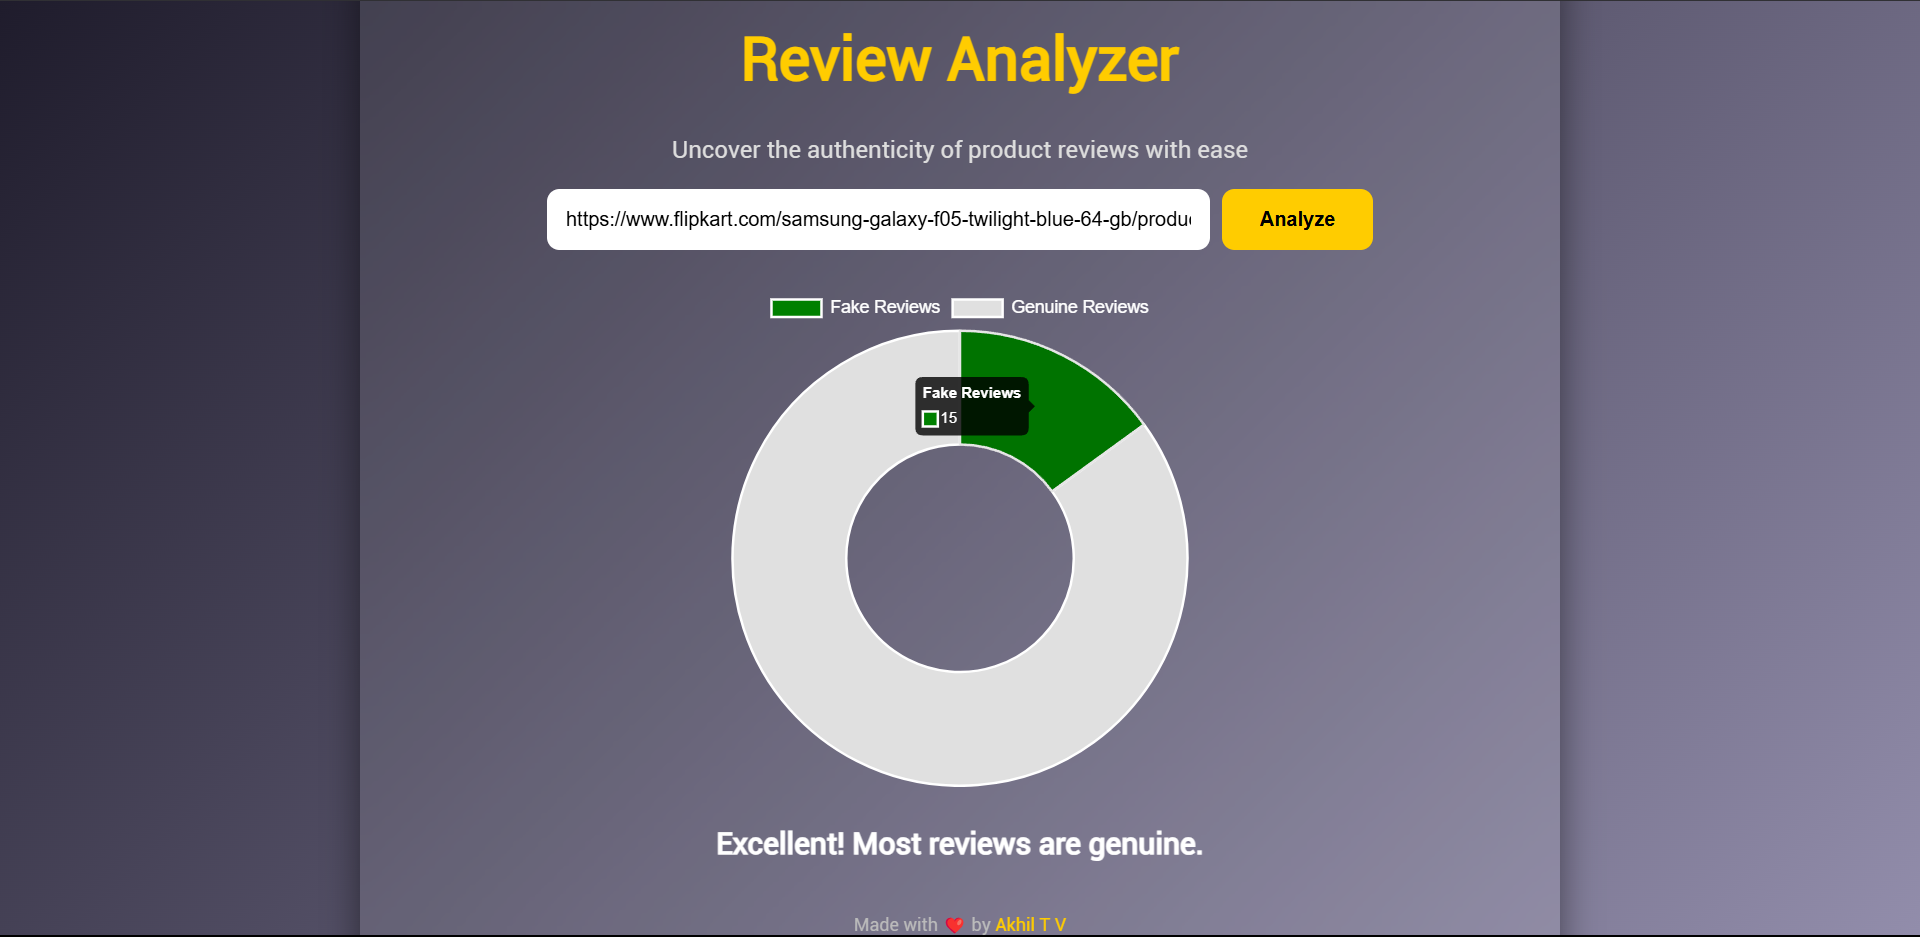 Review Analyzer
Uncover the authenticity of product reviews with ease
https://www.flipkart.com/samsung-galaxy-f05-twilight-blue-64-gb/produc
Analyze
Fake Reviews Genuine Reviews
Fake Reviews
15
Excellent! Most reviews are genuine.
Made with ❤️ by Akhil T V